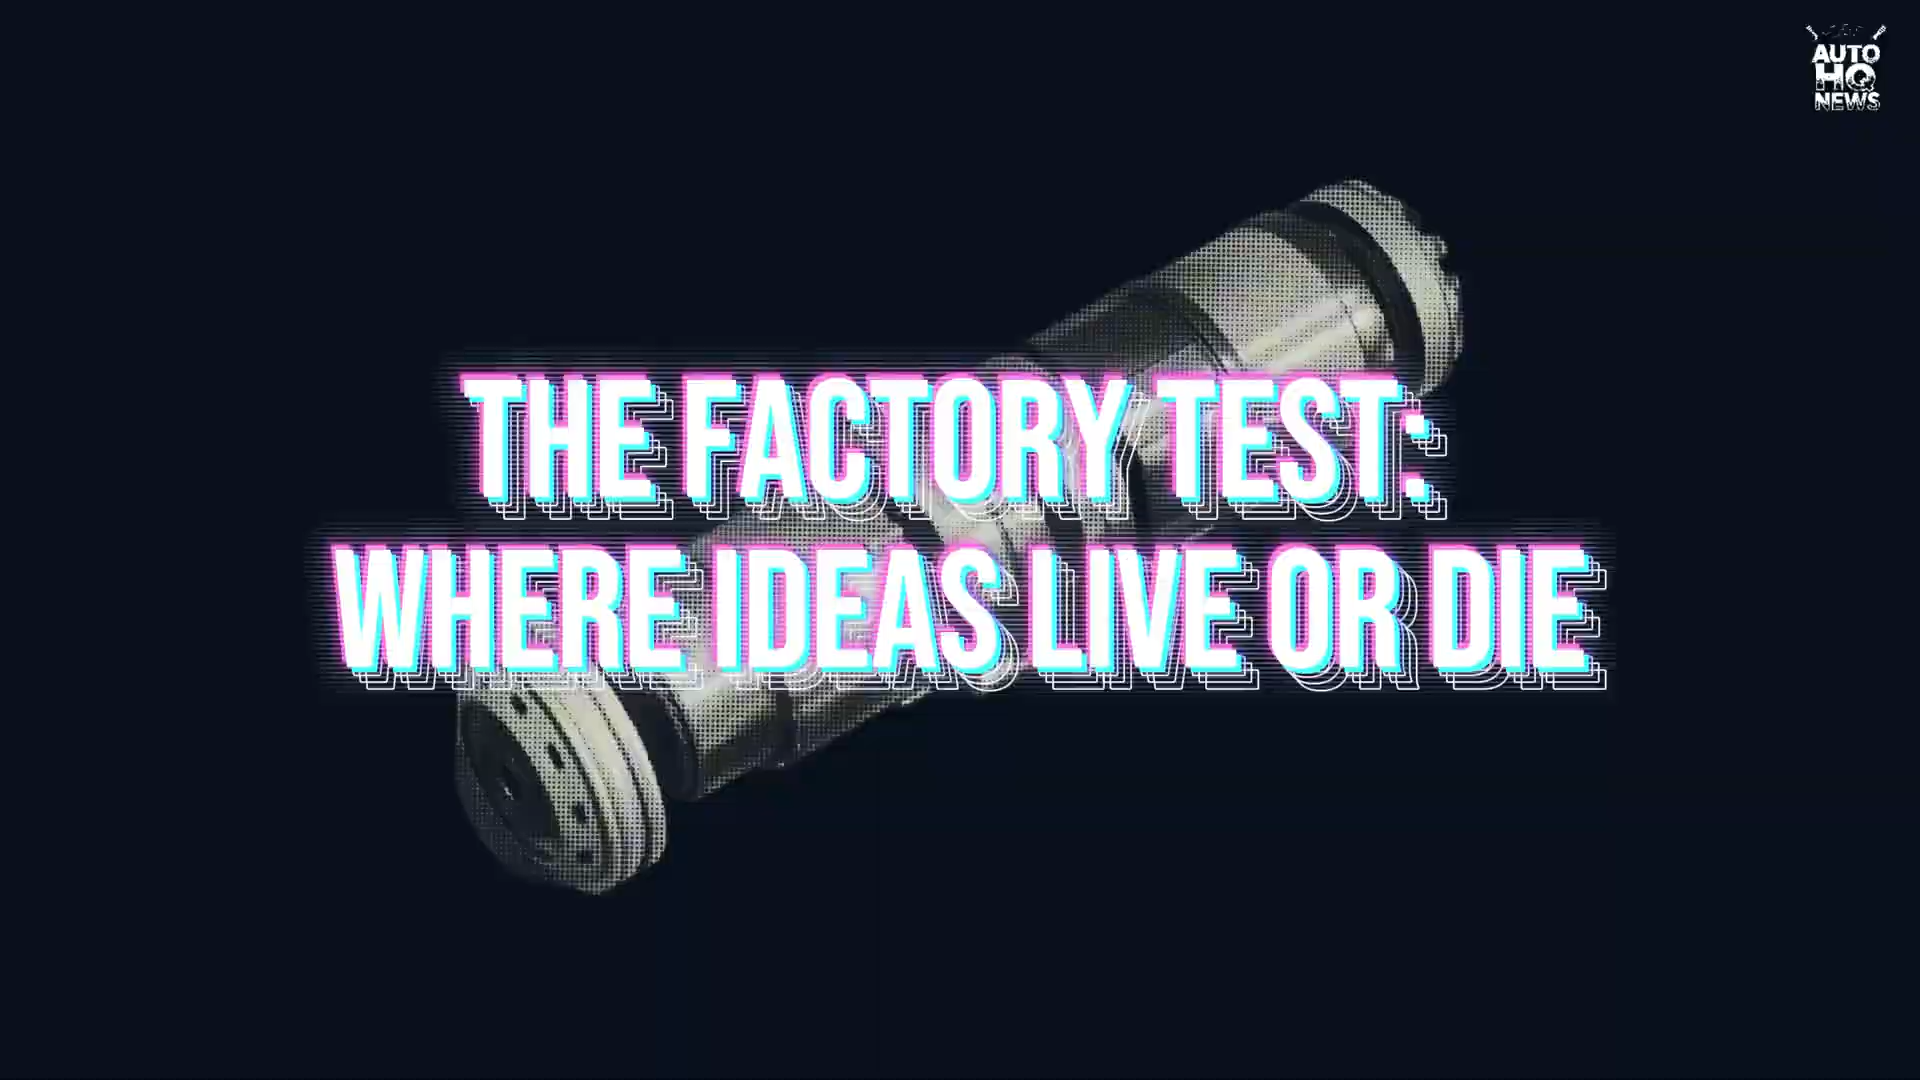 AUTO
HQ
NEWS
THE FACTORY TEST:
WHERE IDEAS LIVE OR DIE